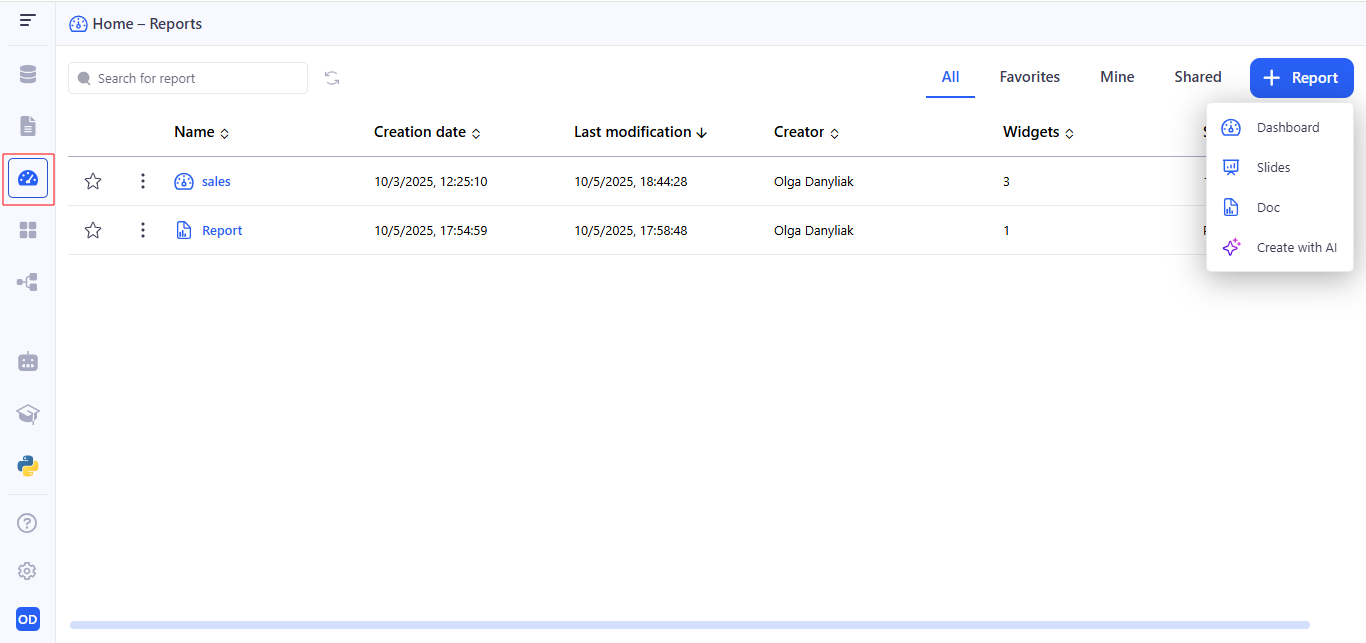 Home – Reports
Search for report
All Favorites Mine Shared Report
Name Creation date Last modification Creator Widgets
sales 10/3/2025, 12:25:10 10/5/2025, 18:44:28 Olga Danyliak 3
Report 10/5/2025, 17:54:59 10/5/2025, 17:58:48 Olga Danyliak 1
Dashboard
Slides
Doc
Create with AI
OD